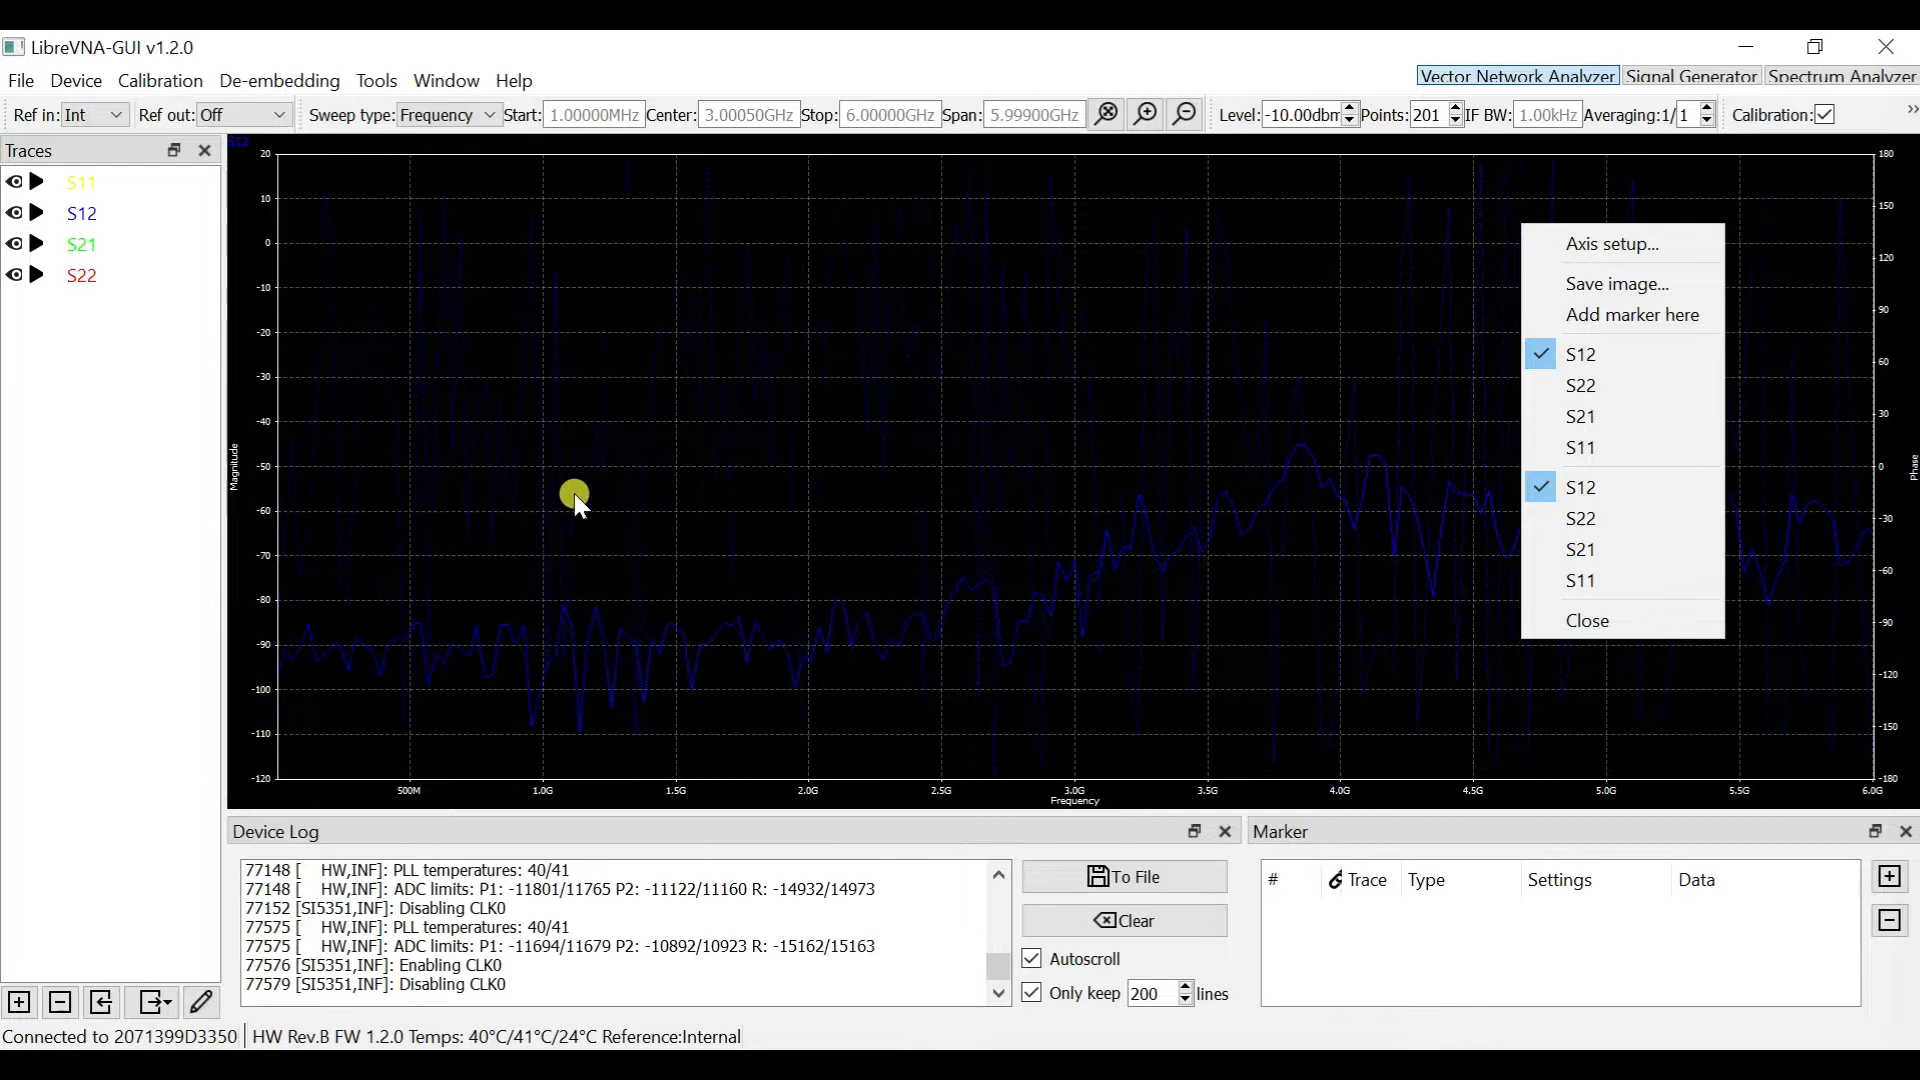 LibreVNA-GUI v1.2.0
File Device Calibration De-embedding Tools Window Help
Vector Network Analyzer Signal Generator Spectrum Analyzer
Ref in: Int Ref out: Off Sweep type: Frequency Start: 1.00000MHz Center: 3.00050GHz Stop: 6.00000GHz Span: 5.99900GHz Level: -10.00dbm Points: 201 IF BW: 1.00kHz Averaging: 1/ 1 Calibration: »
Traces
S11
S12
S21
S22
S12
20
10
0
-10
-20
-30
-40
-50
-60
-70
-80
-90
-100
-110
-120
Magnitude
500M 1.0G 1.5G 2.0G 2.5G 3.0G 3.5G 4.0G 4.5G 5.0G 5.5G 6.0G
Frequency
180
150
120
90
60
30
0
-30
-60
-90
-120
-150
-180
Phase
Axis setup...
Save image...
Add marker here
S12
S22
S21
S11
S12
S22
S21
S11
Close
Device Log
77148 [ HW,INF]: PLL temperatures: 40/41
77148 [ HW,INF]: ADC limits: P1: -11801/11765 P2: -11122/11160 R: -14932/14973
77152 [SI5351,INF]: Disabling CLK0
77575 [ HW,INF]: PLL temperatures: 40/41
77575 [ HW,INF]: ADC limits: P1: -11694/11679 P2: -10892/10923 R: -15162/15163
77576 [SI5351,INF]: Enabling CLK0
77579 [SI5351,INF]: Disabling CLK0
To File
Clear
Autoscroll
Only keep 200 lines
Marker
# Trace Type Settings Data
Connected to 2071399D3350 HW Rev.B FW 1.2.0 Temps: 40°C/41°C/24°C Reference:Internal